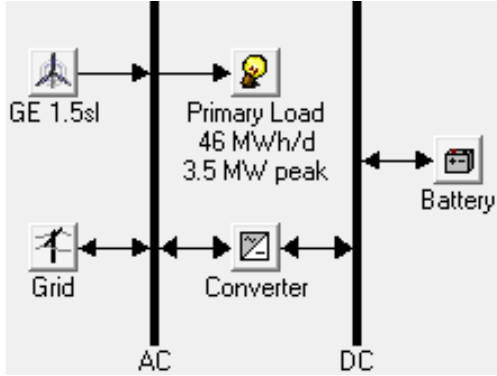 GE 1.5sl
Primary Load
46 MWh/d
3.5 MW peak
Battery
Grid
Converter
AC
DC